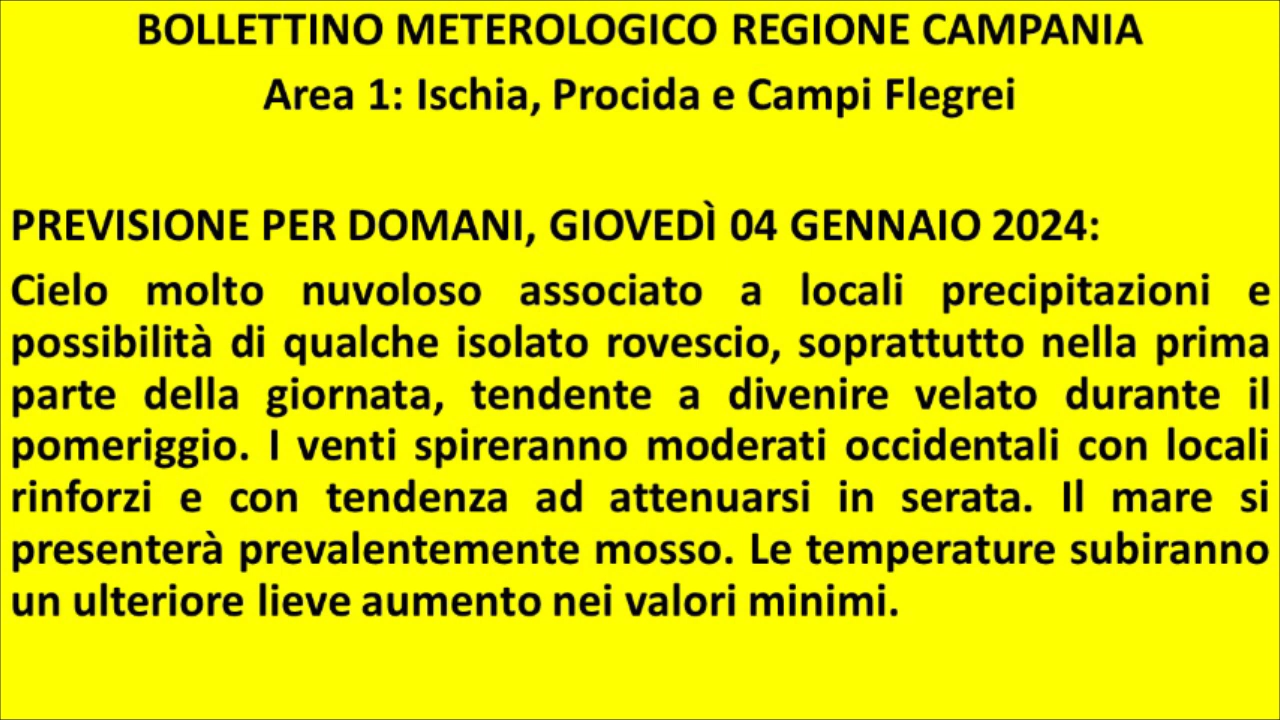 BOLLETTINO METEROLOGICO REGIONE CAMPANIA
Area 1: Ischia, Procida e Campi Flegrei
PREVISIONE PER DOMANI, GIOVEDÌ 04 GENNAIO 2024:
Cielo molto nuvoloso associato a locali precipitazioni e
possibilità di qualche isolato rovescio, soprattutto nella prima
parte della giornata, tendente a divenire velato durante il
pomeriggio. I venti spireranno moderati occidentali con locali
rinforzi e con tendenza ad attenuarsi in serata. Il mare si
presenterà prevalentemente mosso. Le temperature subiranno
un ulteriore lieve aumento nei valori minimi.